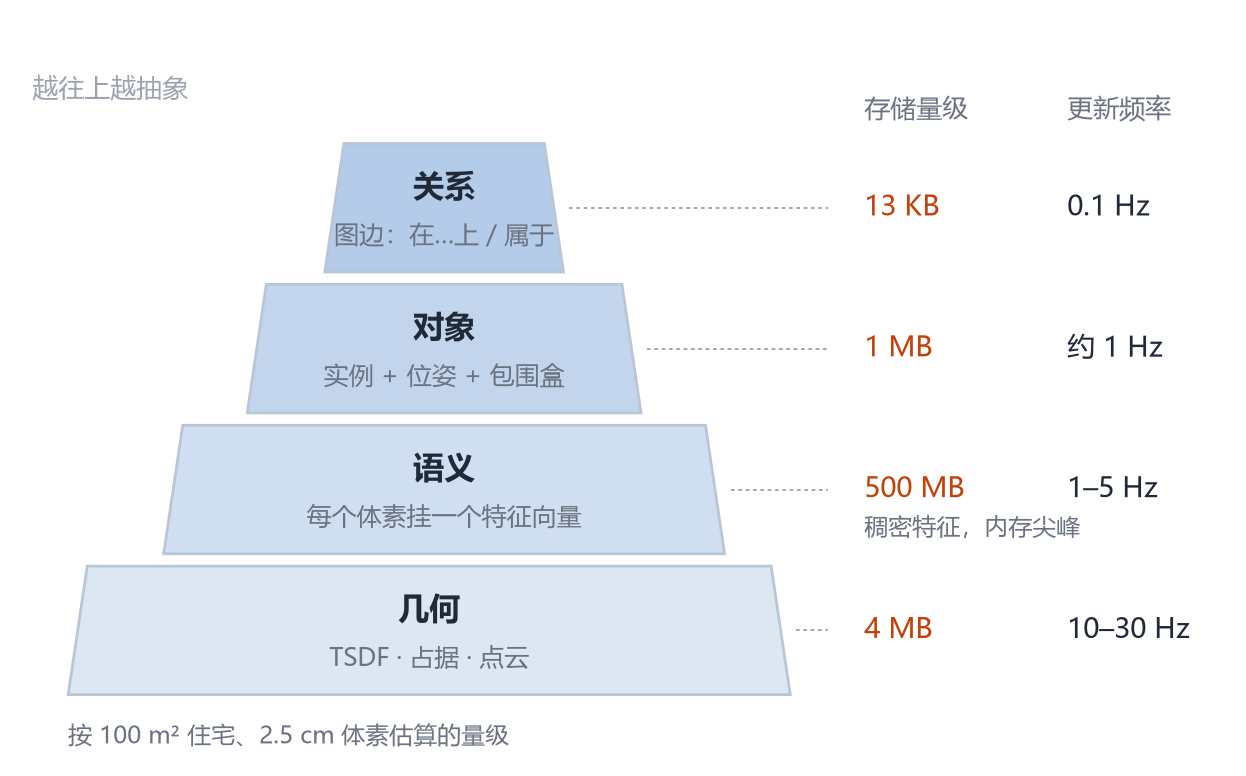 越往上越抽象
存储量级 更新频率
关系
图边：在…上 / 属于
13 KB 0.1 Hz
对象
实例 + 位姿 + 包围盒
1 MB 约 1 Hz
语义
每个体素挂一个特征向量
500 MB 1–5 Hz
稠密特征，内存尖峰
几何
TSDF · 占据 · 点云
4 MB 10–30 Hz
按 100 m² 住宅、2.5 cm 体素估算的量级